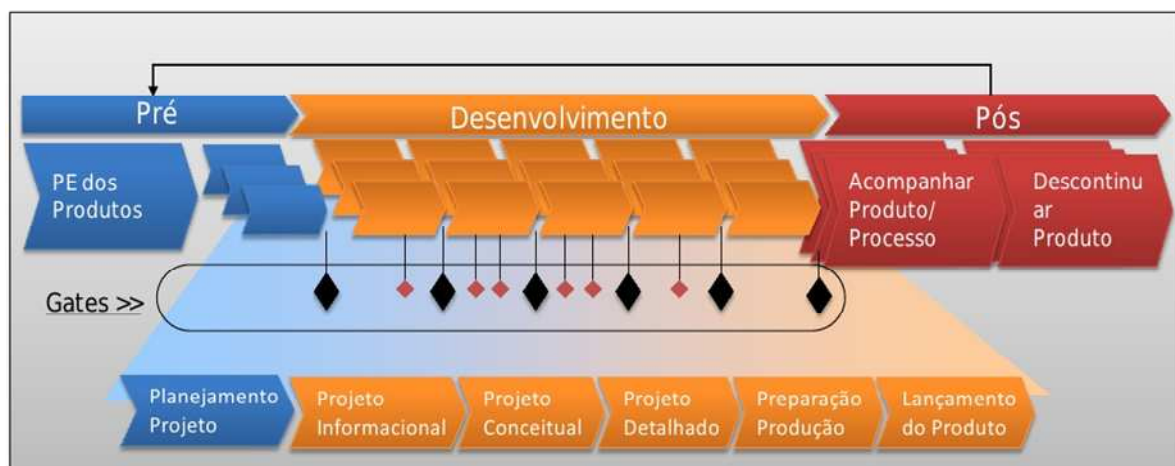 Pré
Desenvolvimento
Pós
PE dos
Produtos
Acompanhar
Produto/
Processo
Descontinu
ar
Produto
Gates >>
Planejamento
Projeto
Projeto
Informacional
Projeto
Conceitual
Projeto
Detalhado
Preparação
Produção
Lançamento
do Produto